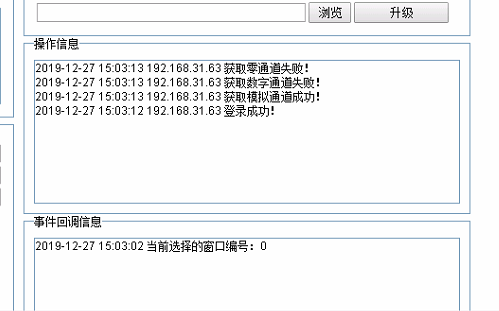 浏览 升级
操作信息
2019-12-27 15:03:13 192.168.31.63 获取零通道失败！
2019-12-27 15:03:13 192.168.31.63 获取数字通道失败！
2019-12-27 15:03:13 192.168.31.63 获取模拟通道成功！
2019-12-27 15:03:12 192.168.31.63 登录成功！
事件回调信息
2019-12-27 15:03:02 当前选择的窗口编号：0